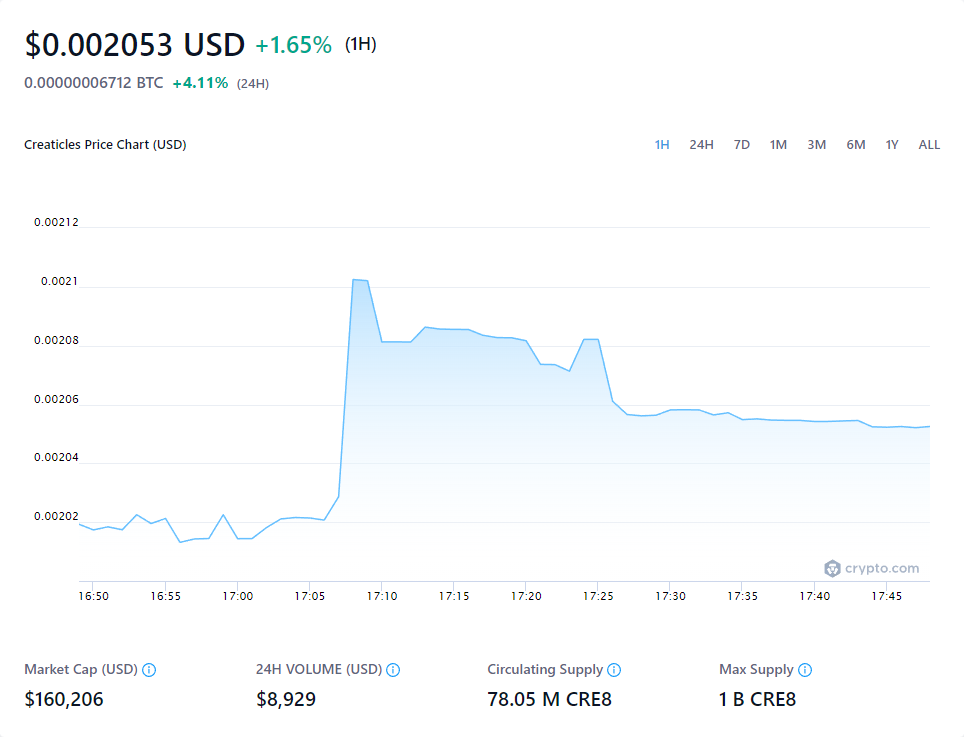 $0.002053 USD +1.65% (1H)
0.00000006712 BTC +4.11% (24H)
Creaticles Price Chart (USD) 1H 24H 7D 1M 3M 6M 1Y ALL
0.00212
0.0021
0.00208
0.00206
0.00204
0.00202
crypto.com
16:50 16:55 17:00 17:05 17:10 17:15 17:20 17:25 17:30 17:35 17:40 17:45
Market Cap (USD) 24H VOLUME (USD) Circulating Supply Max Supply
$160,206 $8,929 78.05 M CRE8 1 B CRE8